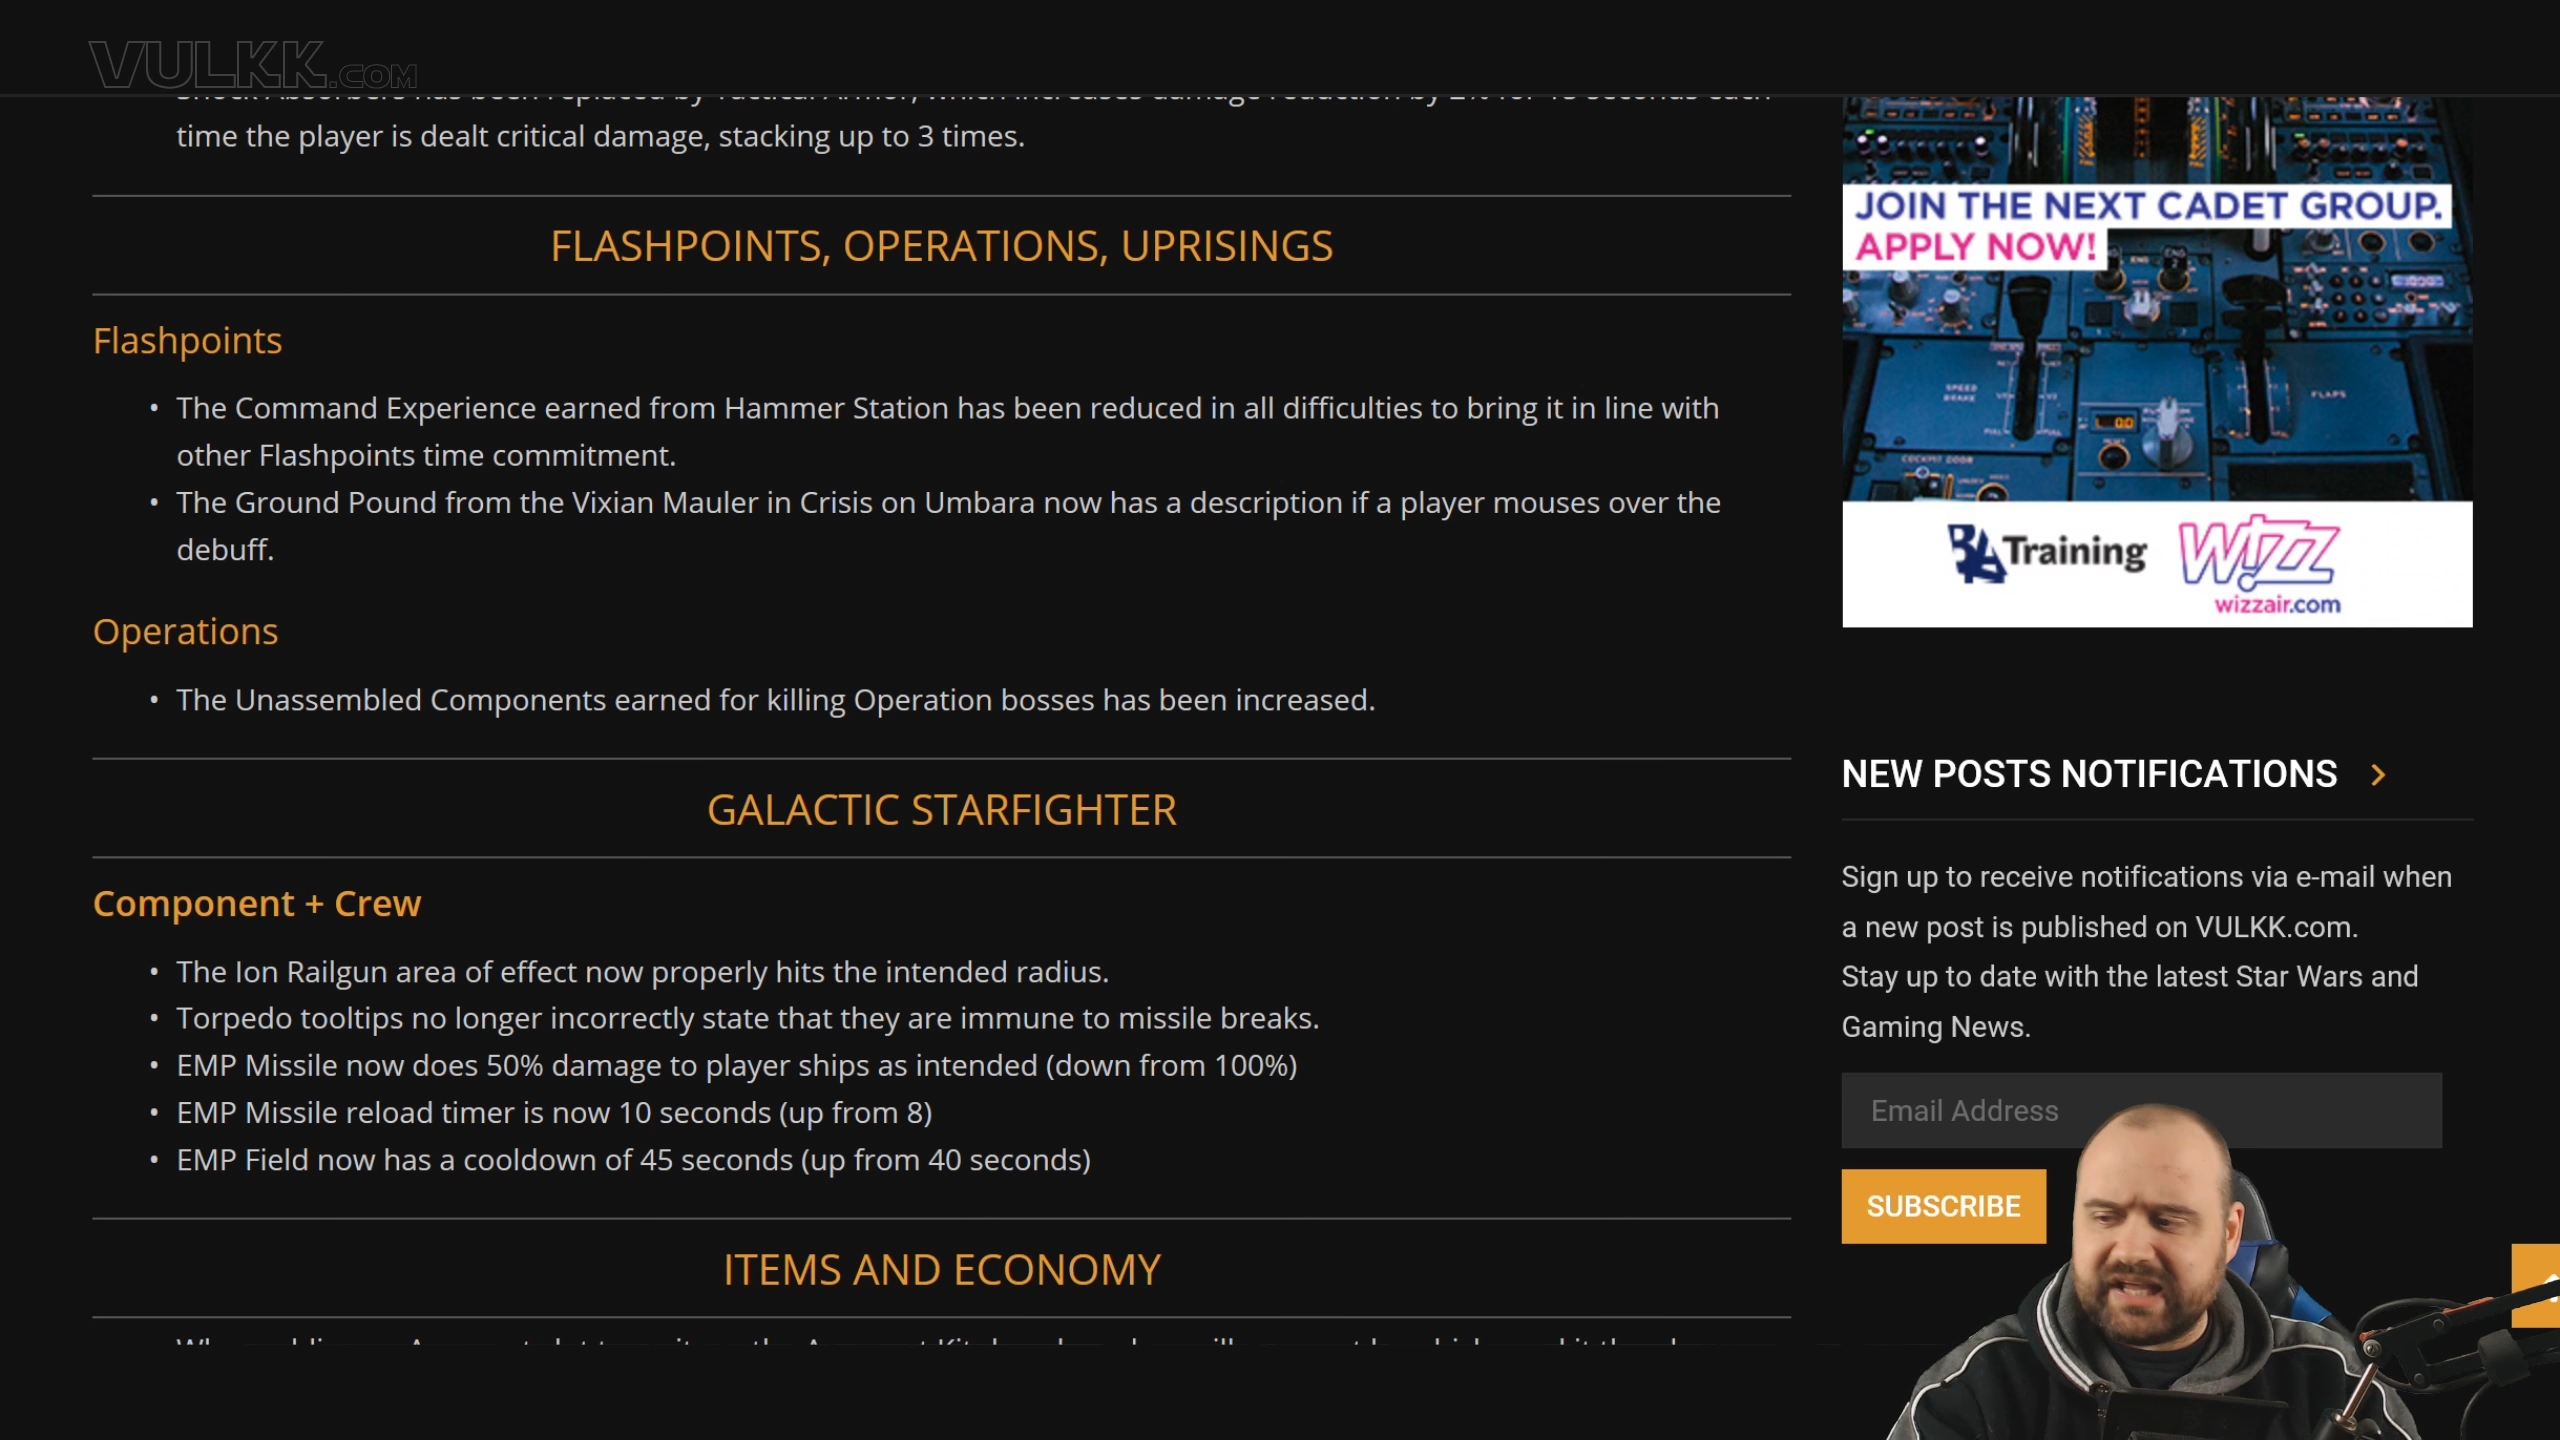 VULKK.COM
time the player is dealt critical damage, stacking up to 3 times.
FLASHPOINTS, OPERATIONS, UPRISINGS
Flashpoints
• The Command Experience earned from Hammer Station has been reduced in all difficulties to bring it in line with
other Flashpoints time commitment.
• The Ground Pound from the Vixian Mauler in Crisis on Umbara now has a description if a player mouses over the
debuff.
Operations
• The Unassembled Components earned for killing Operation bosses has been increased.
GALACTIC STARFIGHTER
Component + Crew
• The Ion Railgun area of effect now properly hits the intended radius.
• Torpedo tooltips no longer incorrectly state that they are immune to missile breaks.
• EMP Missile now does 50% damage to player ships as intended (down from 100%)
• EMP Missile reload timer is now 10 seconds (up from 8)
• EMP Field now has a cooldown of 45 seconds (up from 40 seconds)
ITEMS AND ECONOMY
JOIN THE NEXT CADET GROUP.
APPLY NOW!
SPEED
BRAKE
FLAPS
COCKPIT DOOR
BAA Training
Wizz
wizzair.com
NEW POSTS NOTIFICATIONS
Sign up to receive notifications via e-mail when
a new post is published on VULKK.com.
Stay up to date with the latest Star Wars and
Gaming News.
Email Address
SUBSCRIBE